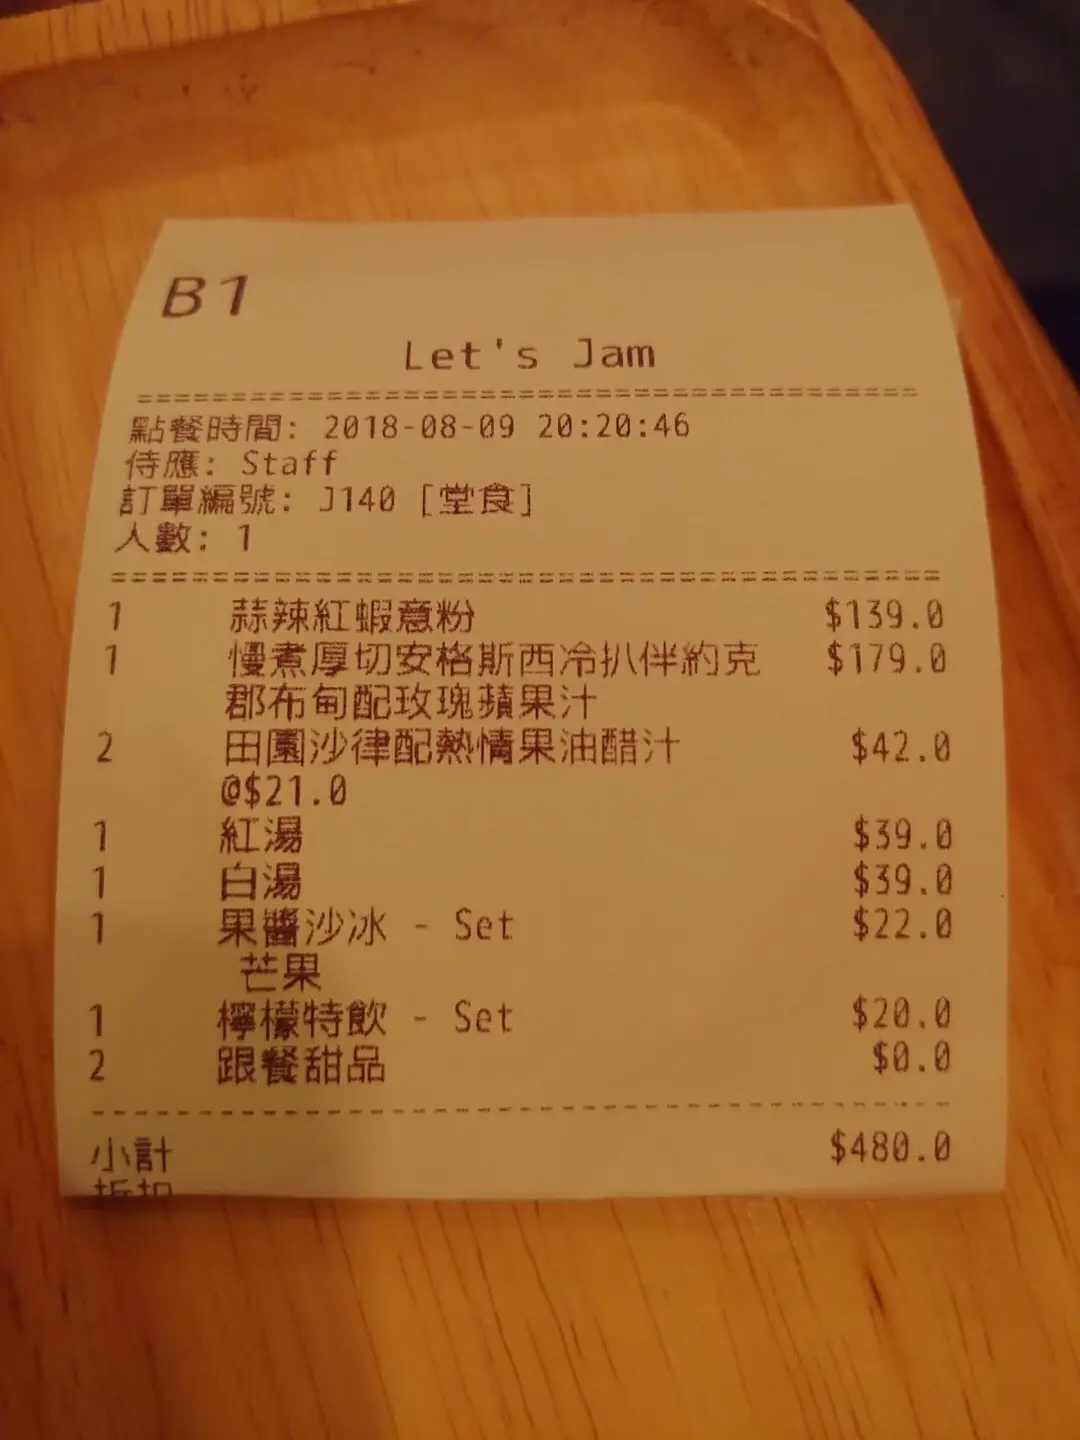 B1
Let's Jam
點餐時間: 2018-08-09 20:20:46
侍應: Staff
訂單編號: J140 [堂食]
人數: 1
1 蒜辣紅蝦意粉 $139.0
1 慢煮厚切安格斯西冷扒伴約克 $179.0
郡布甸配玫瑰蘋果汁
2 田園沙律配熱情果油醋汁 $42.0
@$21.0
1 紅湯 $39.0
1 白湯 $39.0
1 果醬沙冰 - Set $22.0
芒果
1 檸檬特飲 - Set $20.0
2 跟餐甜品 $0.0
小計 $480.0